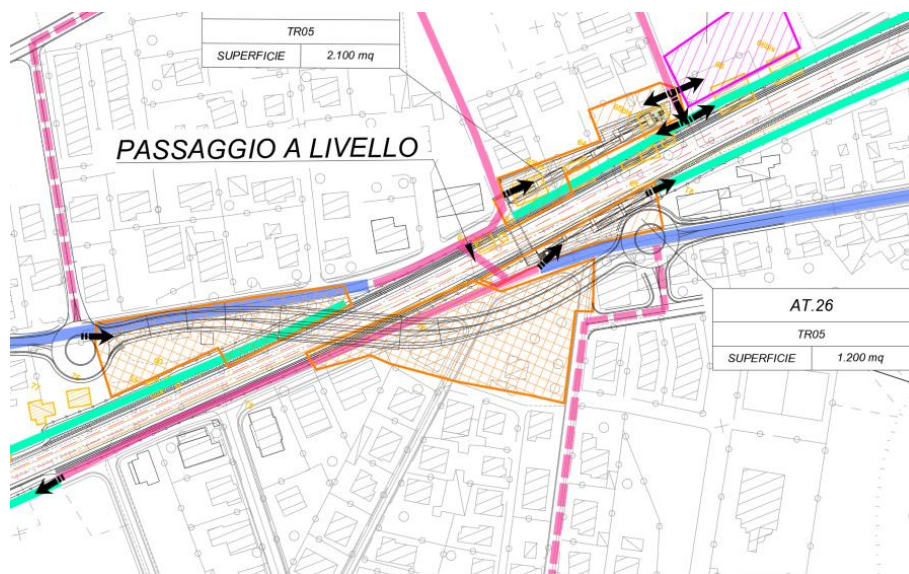 TR05
SUPERFICIE 2.100 mq
PASSAGGIO A LIVELLO
AT.26
TR05
SUPERFICIE 1.200 mq